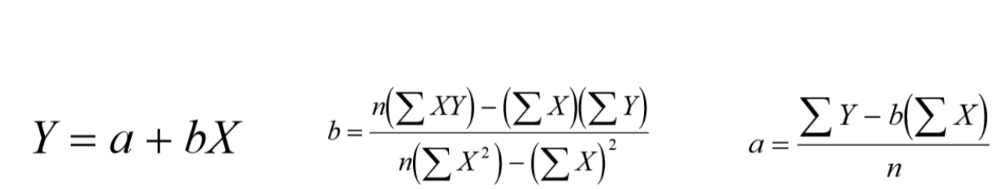 Y = a + bX
b = n(∑ XY) – (∑ X)(∑ Y) / n(∑ X²) – (∑ X)²
a = ∑ Y – b(∑ X) / n